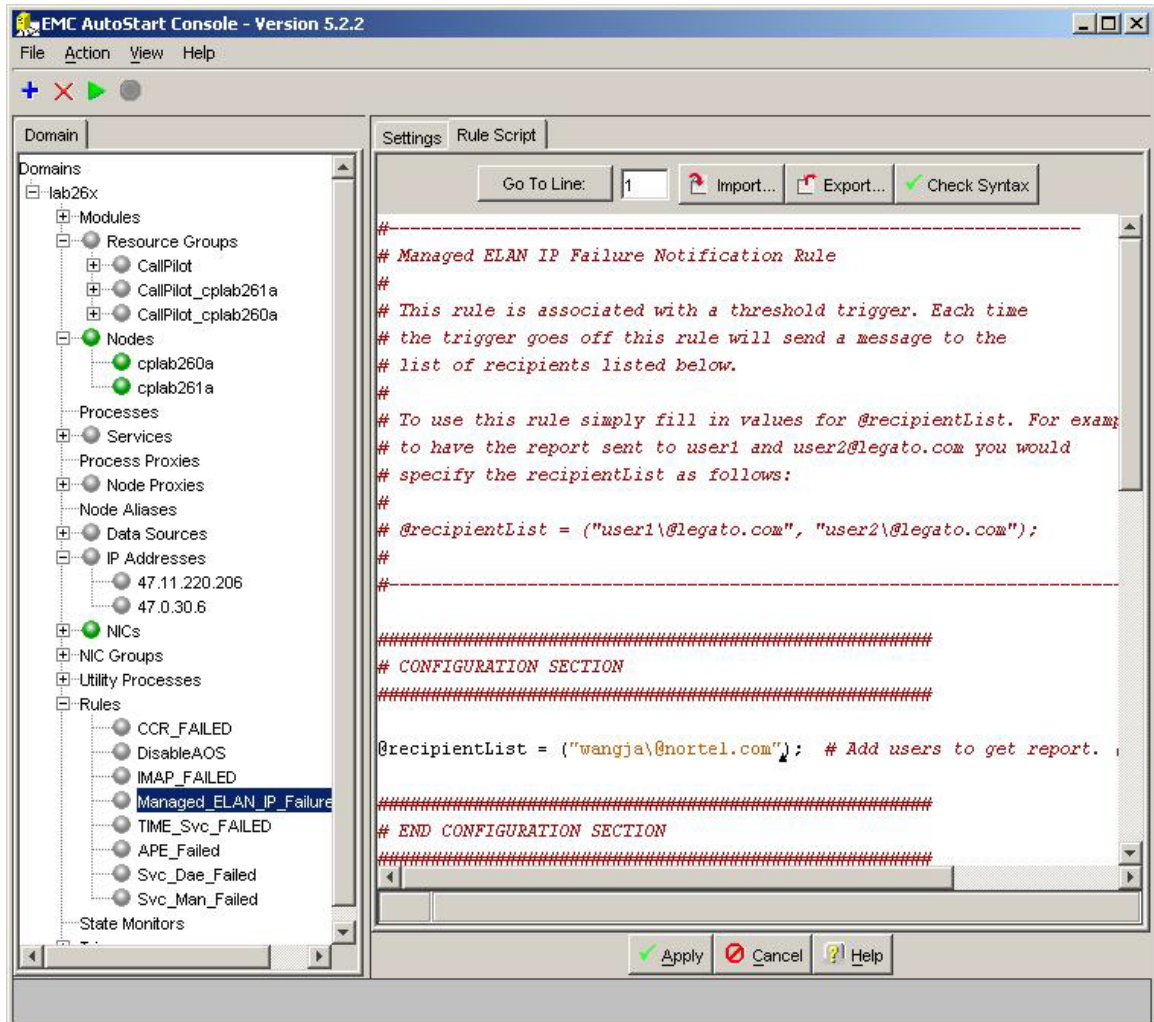 EMC AutoStart Console - Version 5.2.2
File Action View Help
Domain
Domains
lab26x
Modules
Resource Groups
CallPilot
CallPilot_cplab261a
CallPilot_cplab260a
Nodes
cplab260a
cplab261a
Processes
Services
Process Proxies
Node Proxies
Node Aliases
Data Sources
IP Addresses
47.11.220.206
47.0.30.6
NICs
NIC Groups
Utility Processes
Rules
CCR_FAILED
DisableAOS
IMAP_FAILED
Managed_ELAN_IP_Failure
TIME_Svc_FAILED
APE_Failed
Svc_Dae_Failed
Svc_Man_Failed
State Monitors
Settings Rule Script
Go To Line: 1 Import... Export... Check Syntax
#------------------------------------------------------------------
# Managed ELAN IP Failure Notification Rule
#
# This rule is associated with a threshold trigger. Each time
# the trigger goes off this rule will send a message to the
# list of recipients listed below.
#
# To use this rule simply fill in values for @recipientList. For examp
# to have the report sent to user1 and user2@legato.com you would
# specify the recipientList as follows:
#
# @recipientList = ("user1\@legato.com", "user2\@legato.com");
#
#----------------------------------------------------------------------
#####################################################
# CONFIGURATION SECTION
#####################################################
@recipientList = ("wangja\@nortel.com"); # Add users to get report.
#####################################################
# END CONFIGURATION SECTION
#####################################################
Apply Cancel Help